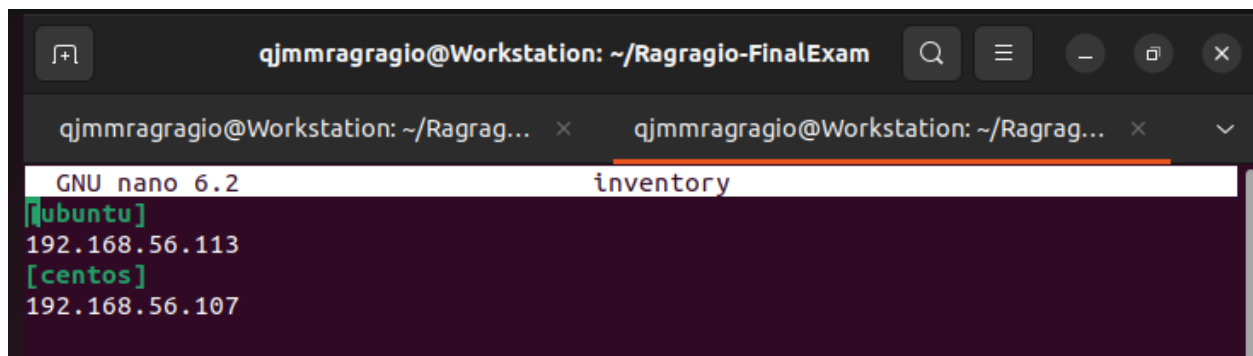 qjmmragragio@Workstation: ~/Ragragio-FinalExam
qjmmragragio@Workstation: ~/Ragrag... qjmmragragio@Workstation: ~/Ragrag...
GNU nano 6.2 inventory
[ubuntu]
192.168.56.113
[centos]
192.168.56.107